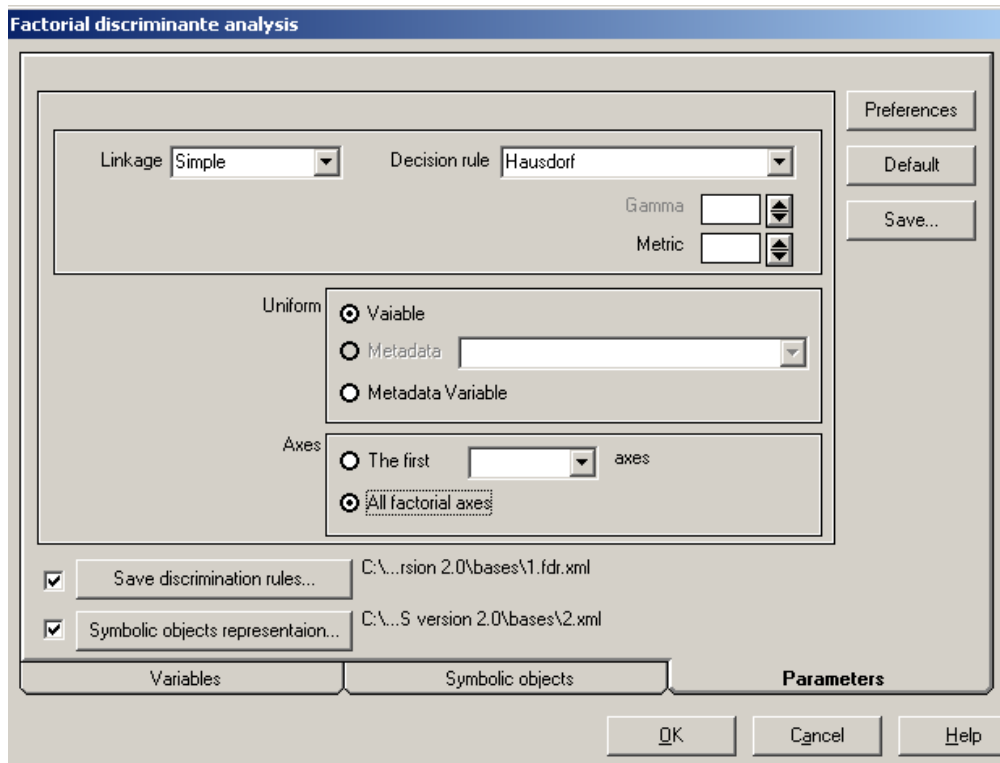 Factorial discriminante analysis
Preferences
Linkage Simple Decision rule Hausdorf
Default
Gamma
Save...
Metric
Uniform
Vaiable
Metadata
Metadata Variable
Axes
The first axes
All factorial axes
Save discrimination rules... C:\...rsion 2.0\bases\1.fdr.xml
Symbolic objects representaion... C:\...S version 2.0\bases\2.xml
Variables Symbolic objects Parameters
OK Cancel Help